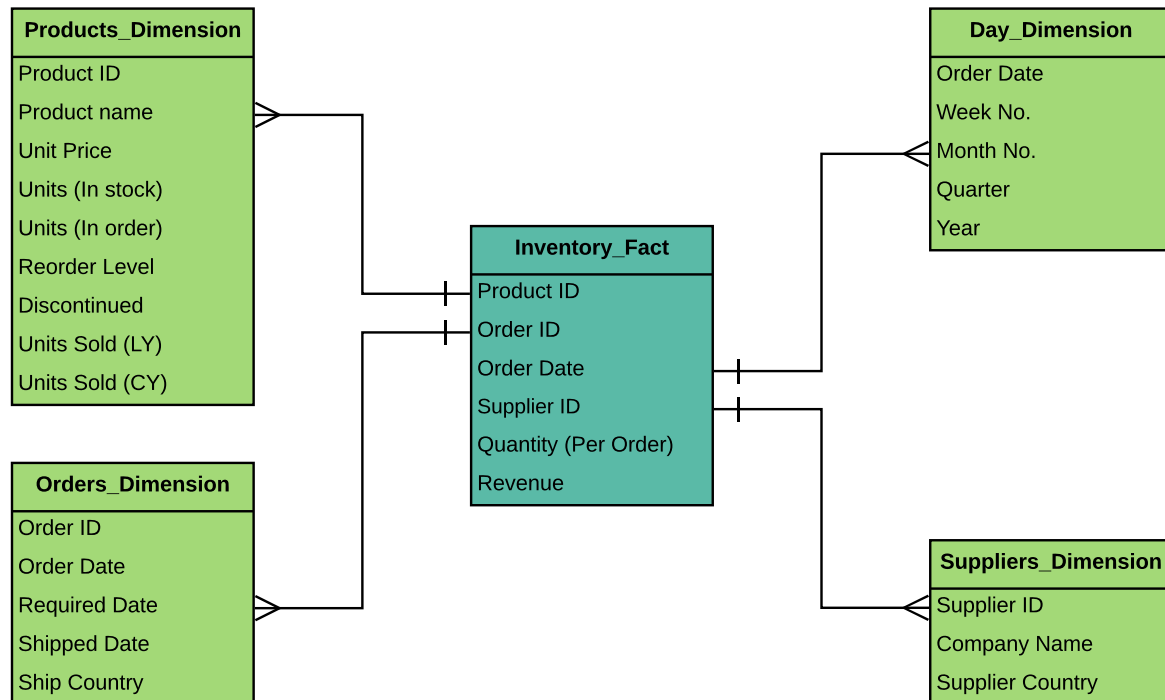 Products_Dimension
Product ID
Product name
Unit Price
Units (In stock)
Units (In order)
Reorder Level
Discontinued
Units Sold (LY)
Units Sold (CY)
Orders_Dimension
Order ID
Order Date
Required Date
Shipped Date
Ship Country
Inventory_Fact
Product ID
Order ID
Order Date
Supplier ID
Quantity (Per Order)
Revenue
Day_Dimension
Order Date
Week No.
Month No.
Quarter
Year
Suppliers_Dimension
Supplier ID
Company Name
Supplier Country